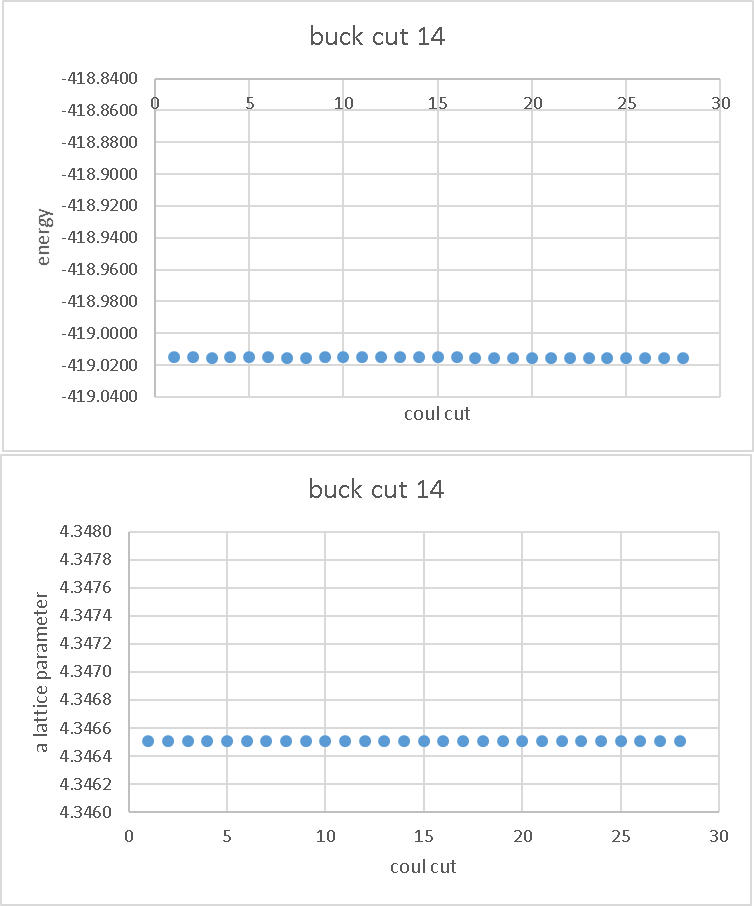 buck cut 14
-418.8400
0 5 10 15 20 25 30
-418.8600
-418.8800
-418.9000
-418.9200
-418.9400
-418.9600
-418.9800
-419.0000
-419.0200
-419.0400
energy
coul cut
buck cut 14
4.3480
4.3478
4.3476
4.3474
4.3472
4.3470
4.3468
4.3466
4.3464
4.3462
4.3460
a lattice parameter
0 5 10 15 20 25 30
coul cut